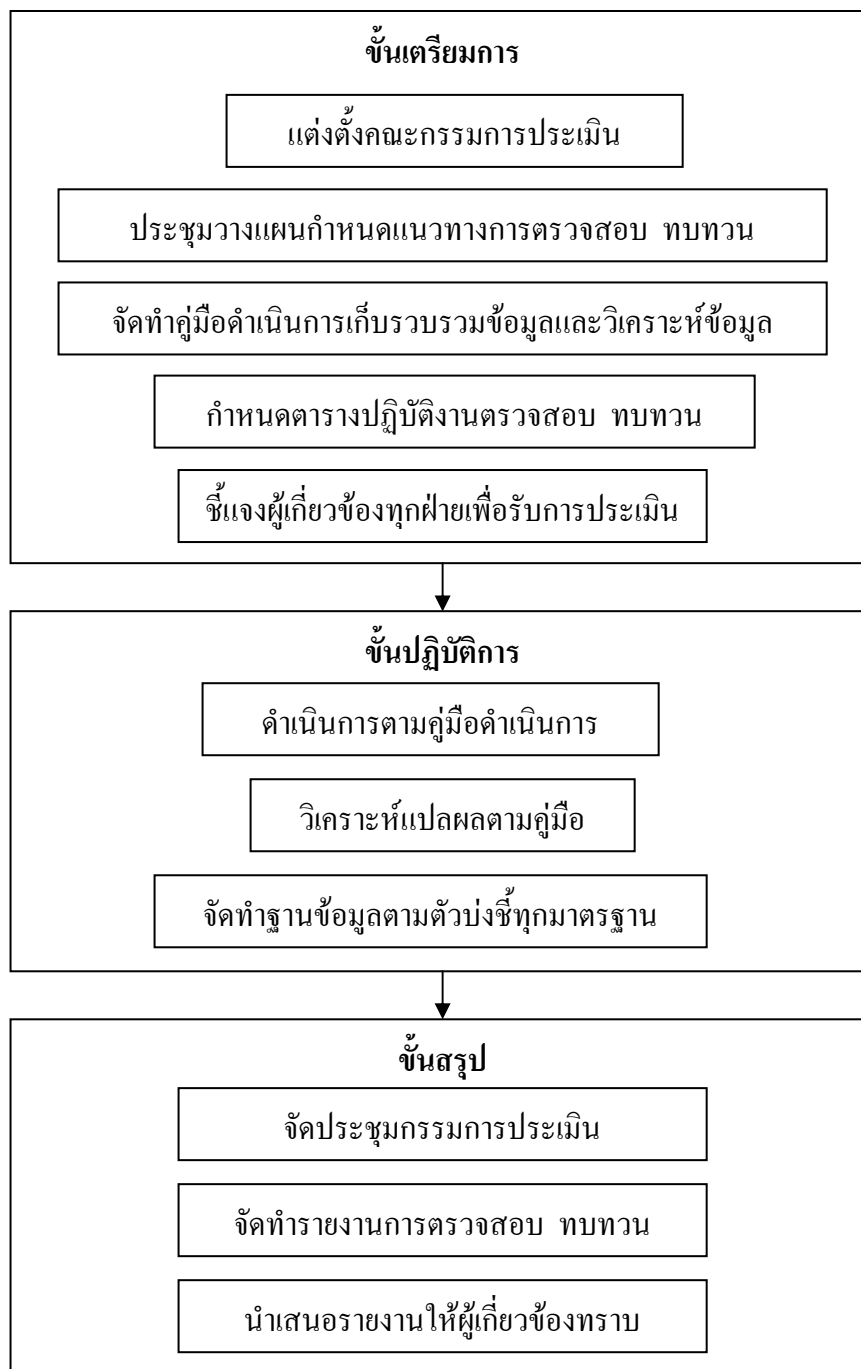 ขั้นเตรียมการ
แต่งตั้งคณะกรรมการประเมิน
ประชุมวางแผนกำหนดแนวทางการตรวจสอบ ทบทวน
จัดทำคู่มือดำเนินการเก็บรวบรวมข้อมูลและวิเคราะห์ข้อมูล
กำหนดตารางปฏิบัติงานตรวจสอบ ทบทวน
ชี้แจงผู้เกี่ยวข้องทุกฝ่ายเพื่อรับการประเมิน
ขั้นปฏิบัติการ
ดำเนินการตามคู่มือดำเนินการ
วิเคราะห์แปลผลตามคู่มือ
จัดทำฐานข้อมูลตามตัวบ่งชี้ทุกมาตรฐาน
ขั้นสรุป
จัดประชุมกรรมการประเมิน
จัดทำรายงานการตรวจสอบ ทบทวน
นำเสนอรายงานให้ผู้เกี่ยวข้องทราบ